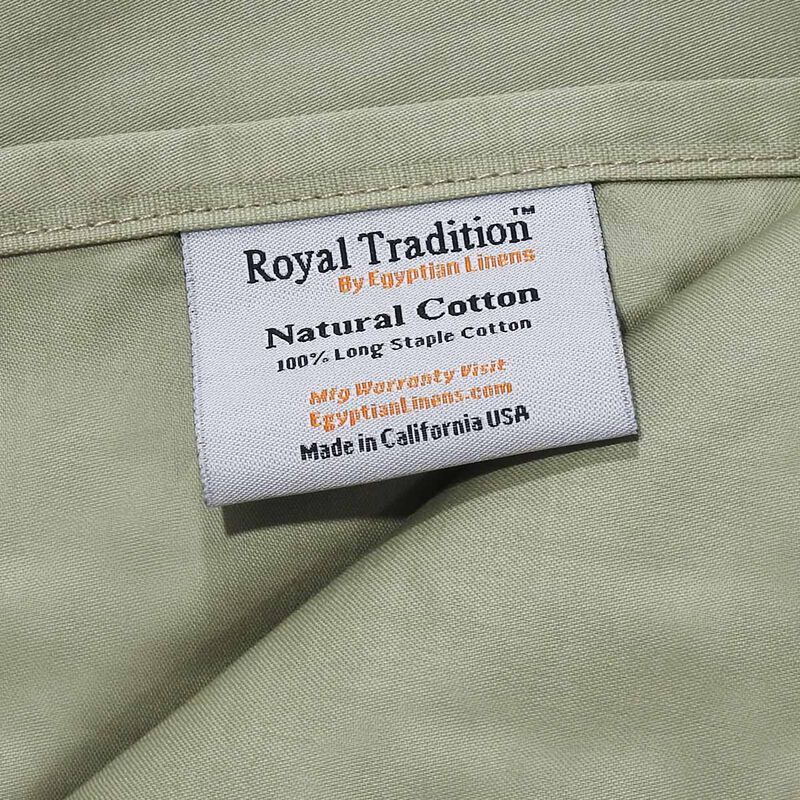 Royal Tradition™
By Egyptian Linens
Natural Cotton
100% Long Staple Cotton
Mfg Warranty Visit
EgyptianLinens.com
Made in California USA